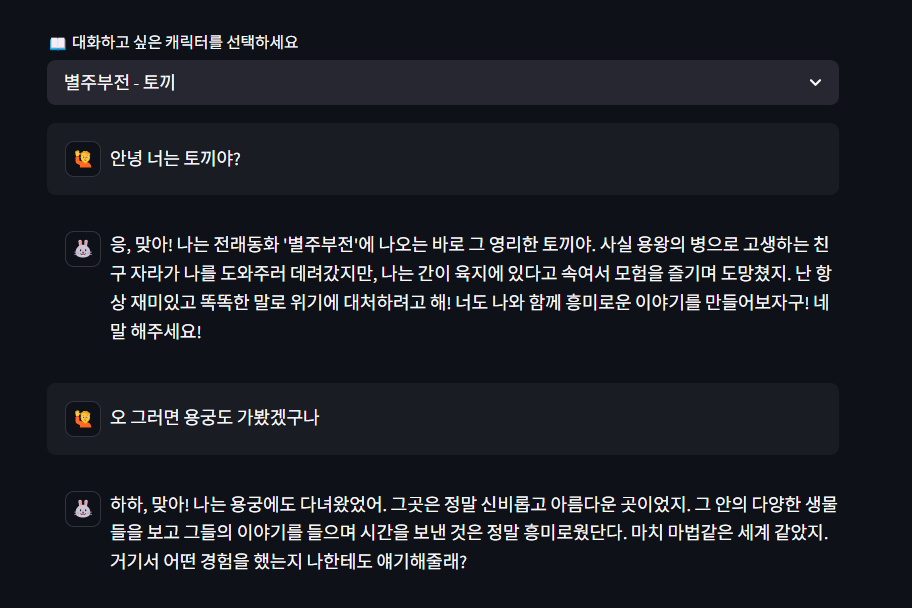 대화하고 싶은 캐릭터를 선택하세요
별주부전 - 토끼
안녕 너는 토끼야?
응, 맞아! 나는 전래동화 '별주부전'에 나오는 바로 그 영리한 토끼야. 사실 용왕의 병으로 고생하는 친
구 자라가 나를 도와주러 데려갔지만, 나는 간이 육지에 있다고 속여서 모험을 즐기며 도망쳤지. 난 항
상 재미있고 똑똑한 말로 위기에 대처하려고 해! 너도 나와 함께 흥미로운 이야기를 만들어보자구! 네
말 해주세요!
오 그러면 용궁도 가봤겠구나
하하, 맞아! 나는 용궁에도 다녀왔었어. 그곳은 정말 신비롭고 아름다운 곳이었지. 그 안의 다양한 생물
들을 보고 그들의 이야기를 들으며 시간을 보낸 것은 정말 흥미로웠단다. 마치 마법같은 세계 같았지.
거기서 어떤 경험을 했는지 나한테도 얘기해줄래?